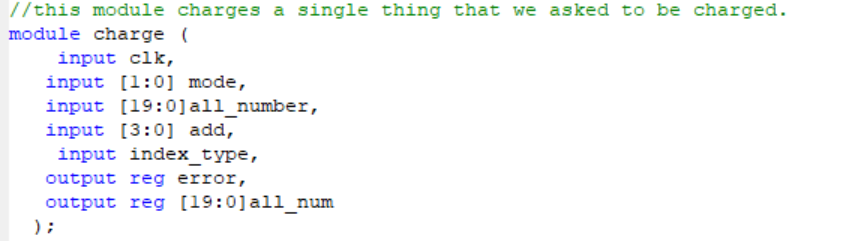 //this module charges a single thing that we asked to be charged.
module charge (
    input clk,
   input [1:0] mode,
   input [19:0]all_number,
   input [3:0] add,
    input index_type,
   output reg error,
   output reg [19:0]all_num
  );